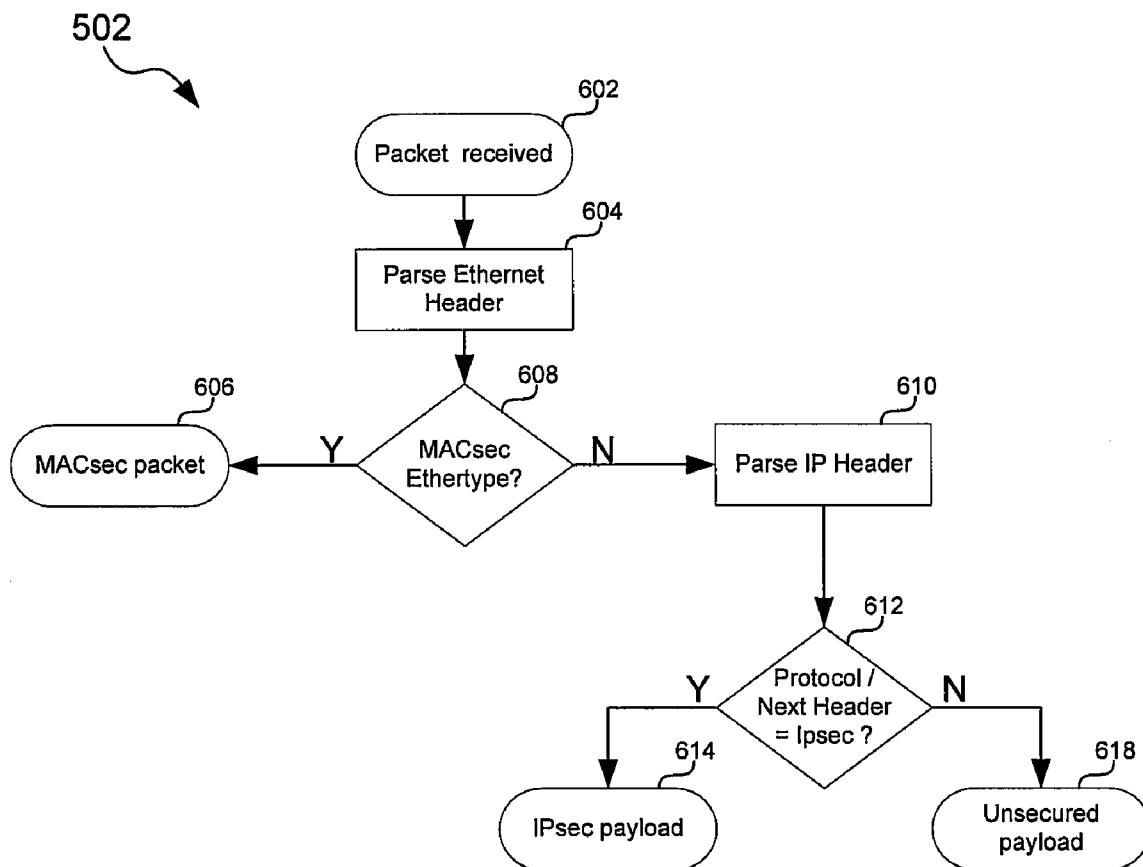 502
602
Packet received
604
Parse Ethernet
Header
606
608
610
MACsec packet
Y
MACsec
Ethertype?
N
Parse IP Header
612
Y
Protocol /
Next Header
= Ipsec ?
N
614
618
IPsec payload
Unsecured
payload